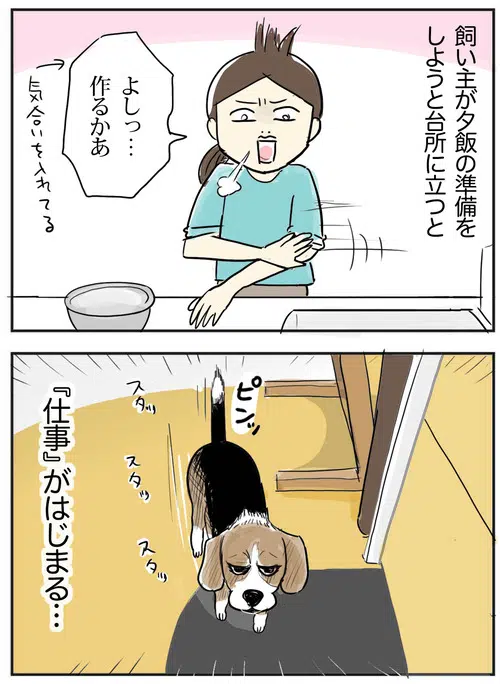 飼い主が夕飯の準備を
しようと台所に立つと
よしっ…
作るかあ
気合いを入れてる
ピンッ
スタッ
スタッ
スタッ
『仕事』がはじまる…